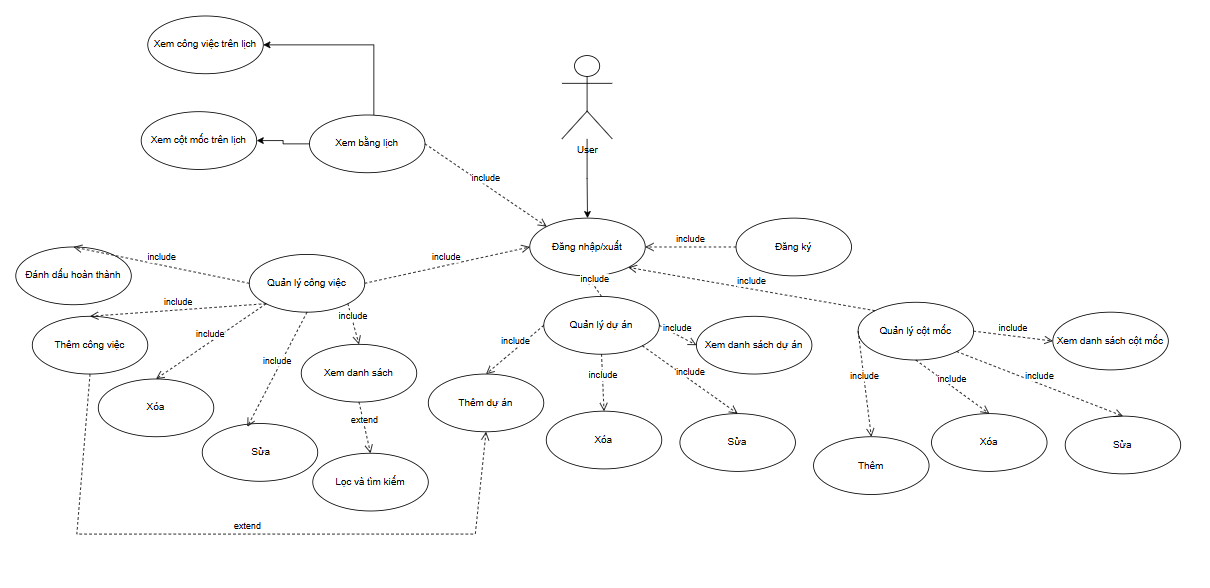 Xem công việc trên lịch
Xem cột mốc trên lịch
Xem bằng lịch
User
include
Đăng nhập/xuất
include
Đăng ký
Đánh dấu hoàn thành
include
Quản lý công việc
include
include
include
Thêm công việc
include
include
include
include
Xem danh sách
Xóa
Sửa
extend
Lọc và tìm kiếm
extend
Quản lý dự án
include
Xem danh sách dự án
include
include
include
Thêm dự án
Xóa
Sửa
Quản lý cột mốc
include
Xem danh sách cột mốc
include
include
include
Thêm
Xóa
Sửa